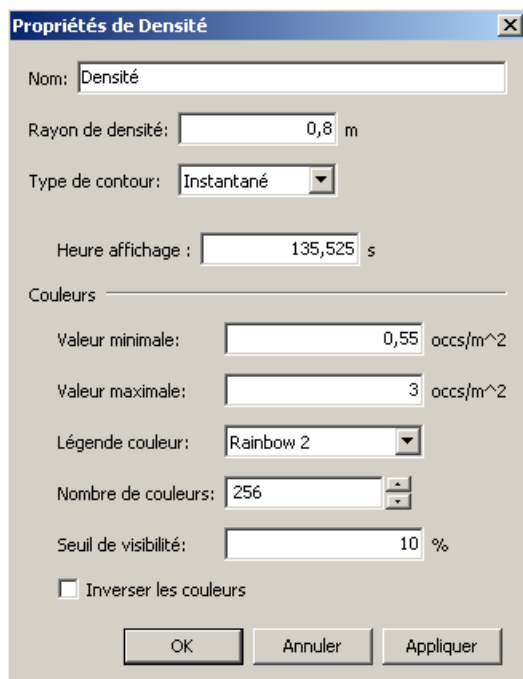 Propriétés de Densité
Nom: Densité
Rayon de densité: 0,8 m
Type de contour: Instantané
Heure affichage : 135,525 s
Couleurs
Valeur minimale: 0,55 occs/m^2
Valeur maximale: 3 occs/m^2
Légende couleur: Rainbow 2
Nombre de couleurs: 256
Seuil de visibilité: 10 %
Inverser les couleurs
OK Annuler Appliquer